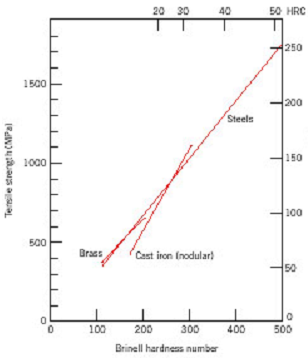 20 30 40 50 HRC
250
1500
200
Steels
Tensile strength (MPa)
1000
150
100
500
Brass
Cast iron (nodular)
50
0
0
0 100 200 300 400 500
Brinell hardness number